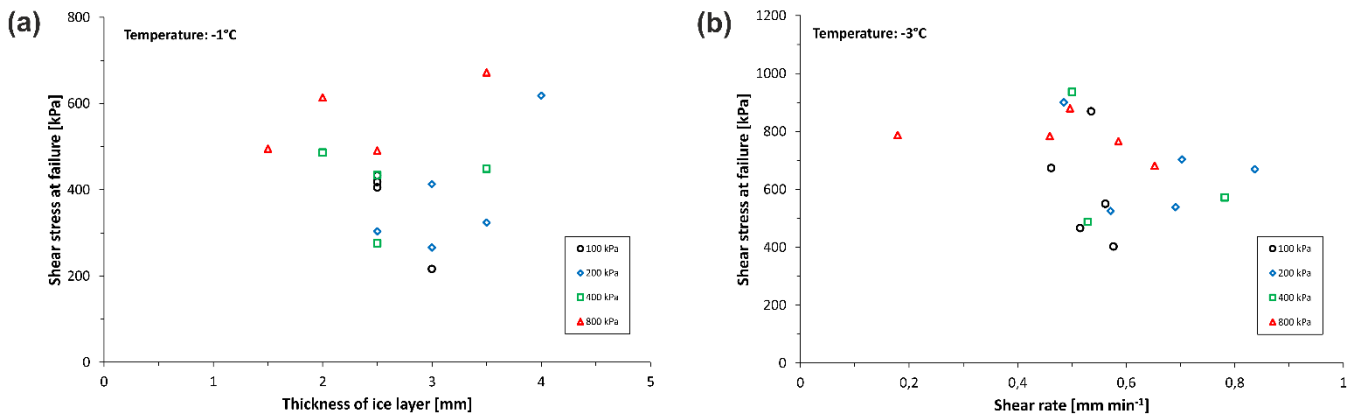 (a)
Temperature: -1°C
Shear stress at failure [kPa]
800
600
400
200
0
0 1 2 3 4 5
Thickness of ice layer [mm]
100 kPa
200 kPa
400 kPa
800 kPa
(b)
Temperature: -3°C
Shear stress at failure [kPa]
1200
1000
800
600
400
200
0
0 0,2 0,4 0,6 0,8 1
Shear rate [mm min⁻¹]
100 kPa
200 kPa
400 kPa
800 kPa